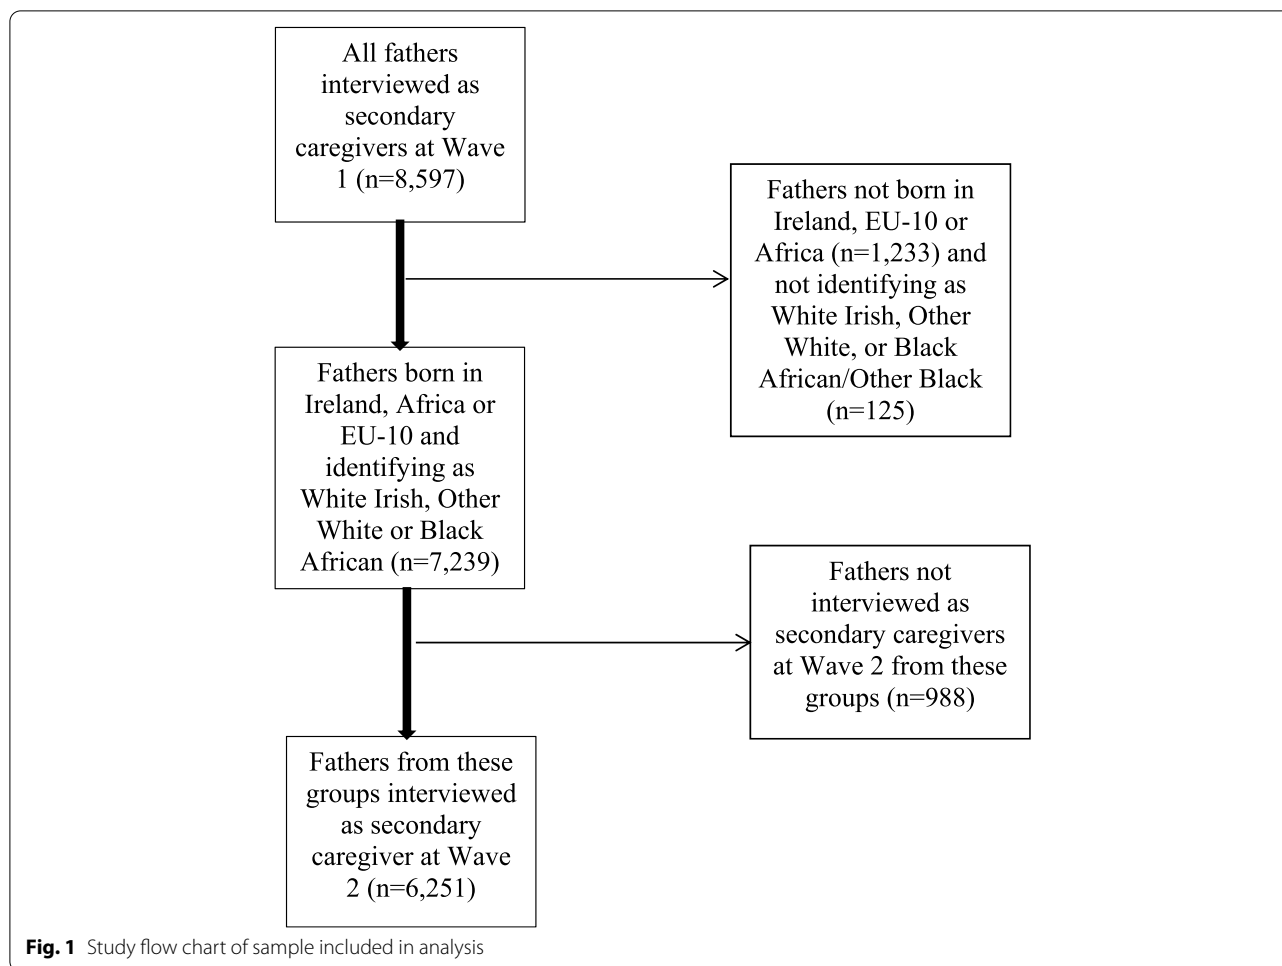 All fathers
interviewed as
secondary
caregivers at Wave
1 (n=8,597)
Fathers not born in
Ireland, EU-10 or
Africa (n=1,233) and
not identifying as
White Irish, Other
White, or Black
African/Other Black
(n=125)
Fathers born in
Ireland, Africa or
EU-10 and
identifying as
White Irish, Other
White or Black
African (n=7,239)
Fathers not
interviewed as
secondary caregivers
at Wave 2 from these
groups (n=988)
Fathers from these
groups interviewed
as secondary
caregiver at Wave
2 (n=6,251)
Fig. 1 Study flow chart of sample included in analysis